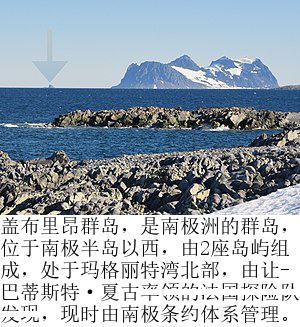 盖布里昂群岛，是南极洲的群岛，
位于南极半岛以西，由2座岛屿组
成，处于玛格丽特湾北部，由让-
巴蒂斯特·夏古率领的法国探险队
发现，现时由南极条约体系管理。